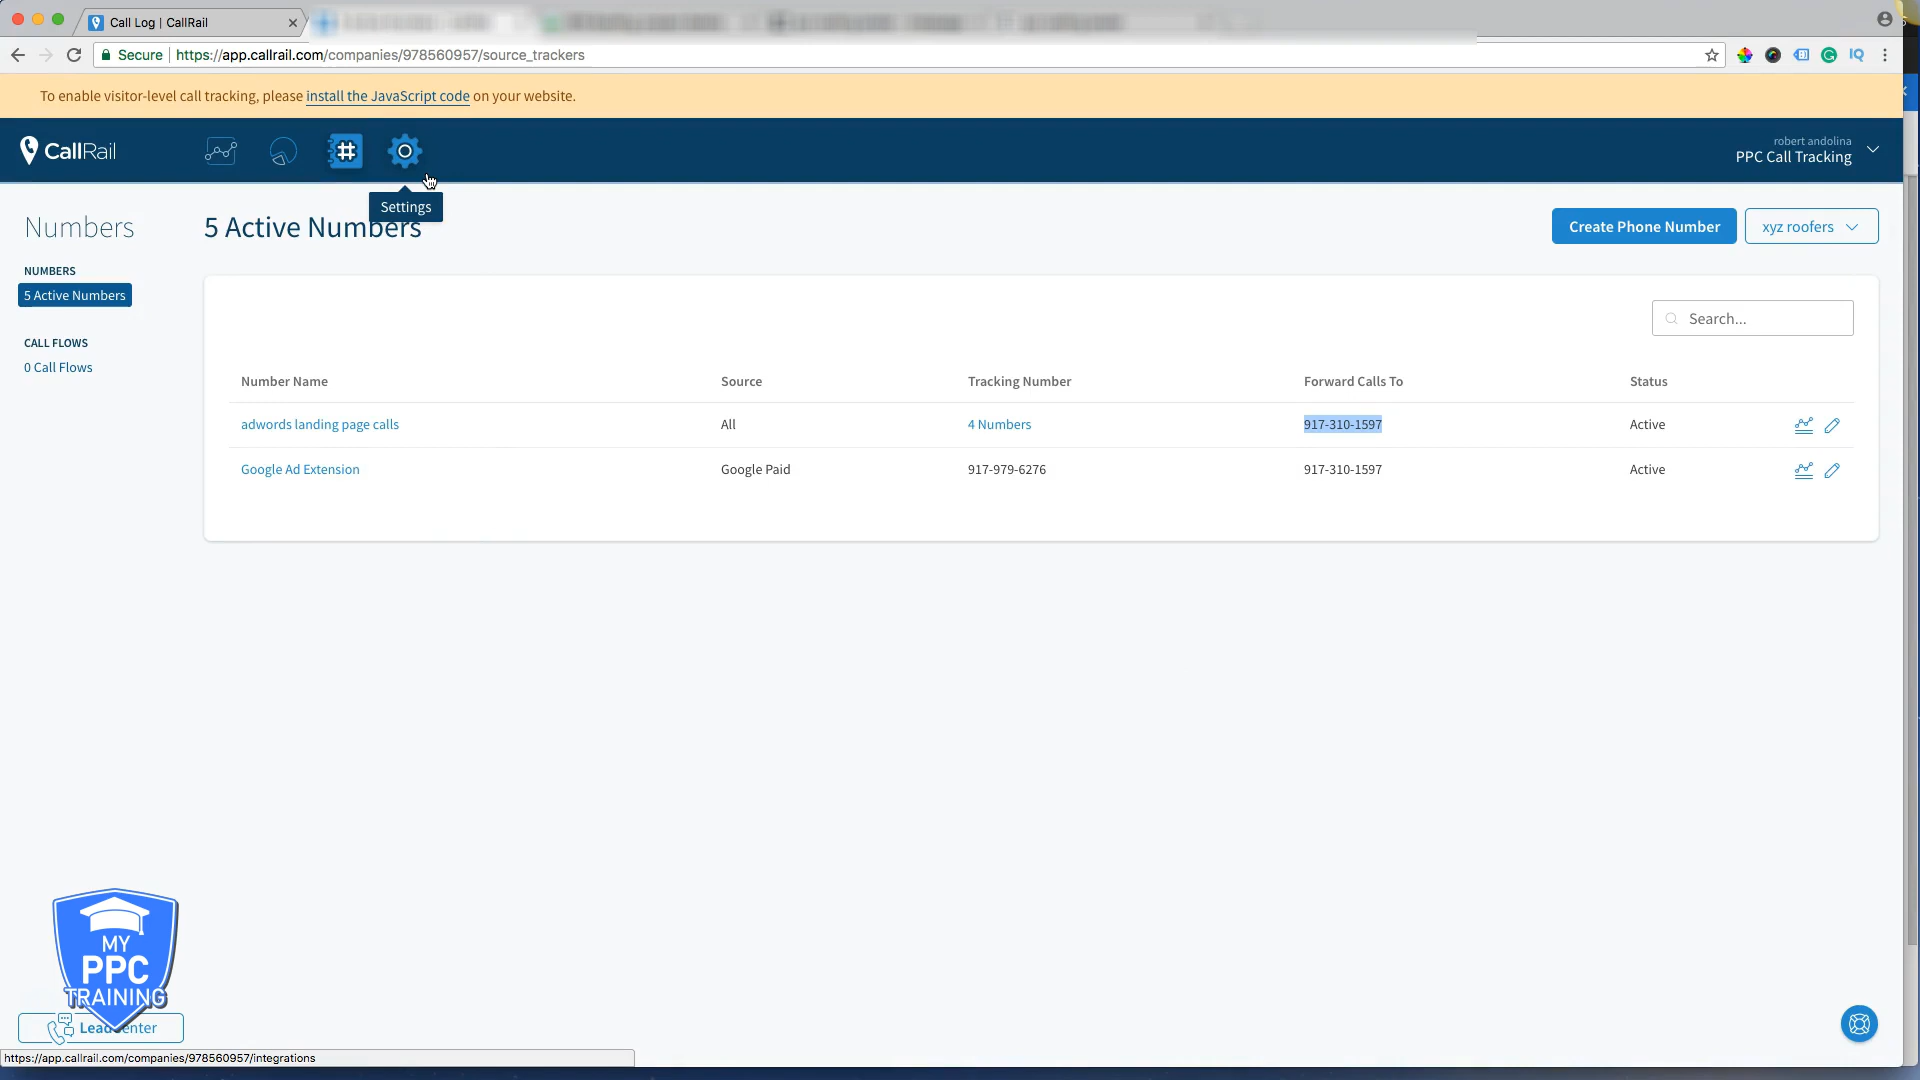 Call Log | CallRail
Secure https://app.callrail.com/companies/978560957/source_trackers
To enable visitor-level call tracking, please install the JavaScript code on your website.
CallRail
robert andolina
PPC Call Tracking
Settings
Numbers
5 Active Numbers
Create Phone Number
xyz roofers
NUMBERS
5 Active Numbers
CALL FLOWS
0 Call Flows
Search...
Number Name Source Tracking Number Forward Calls To Status
adwords landing page calls All 4 Numbers 917-310-1597 Active
Google Ad Extension Google Paid 917-979-6276 917-310-1597 Active
MY
PPC
TRAINING
Lead enter
https://app.callrail.com/companies/978560957/integrations